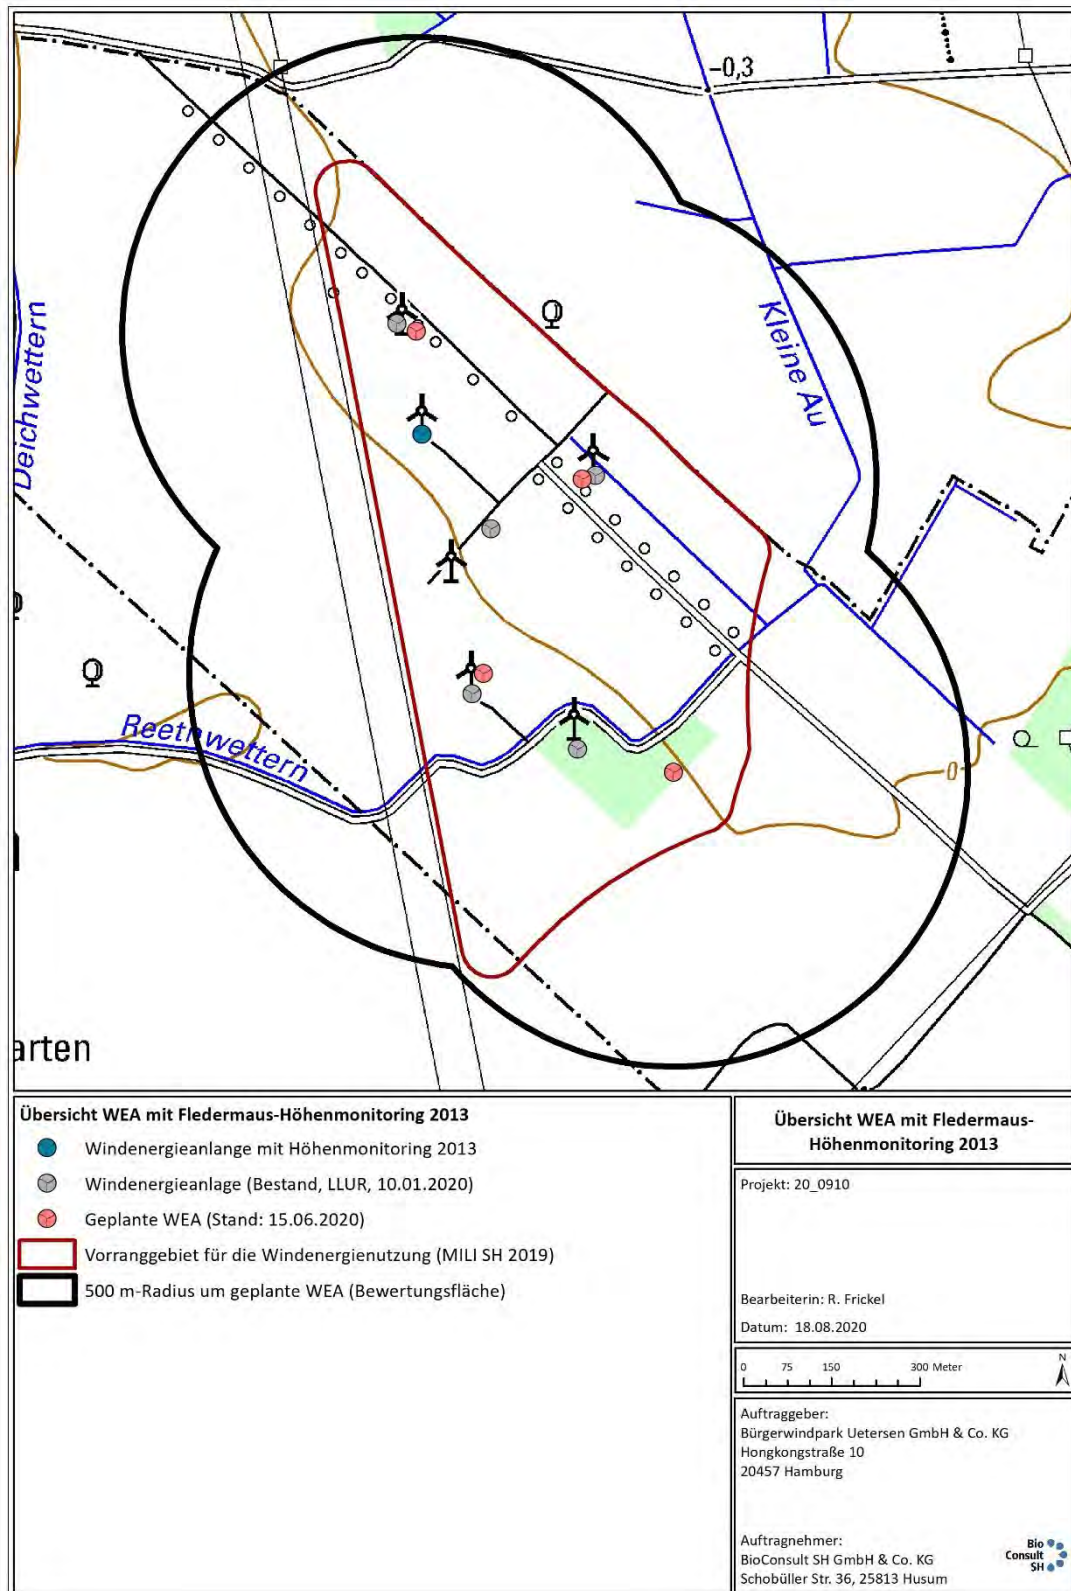 -0,3
Deichwettern
Kleine Au
Reethwettern
0
arten
Übersicht WEA mit Fledermaus-Höhenmonitoring 2013
Windenergieanlange mit Höhenmonitoring 2013
Windenergieanlage (Bestand, LLUR, 10.01.2020)
Geplante WEA (Stand: 15.06.2020)
Vorranggebiet für die Windenergienutzung (MILI SH 2019)
500 m-Radius um geplante WEA (Bewertungsfläche)
Übersicht WEA mit Fledermaus-
Höhenmonitoring 2013
Projekt: 20_0910
Bearbeiterin: R. Frickel
Datum: 18.08.2020
0 75 150 300 Meter
N
Auftraggeber:
Bürgerwindpark Uetersen GmbH & Co. KG
Hongkongstraße 10
20457 Hamburg
Auftragnehmer:
BioConsult SH GmbH & Co. KG
Schobüller Str. 36, 25813 Husum
Bio
Consult
SH